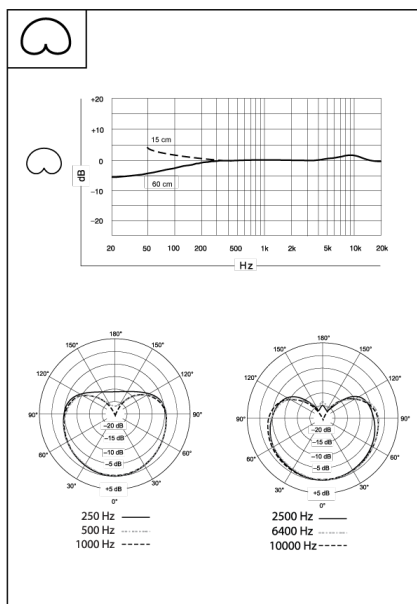 +20
+10
0
−10
−20
dB
15 cm
60 cm
20 50 100 200 500 1k 2k 5k 10k 20k
Hz
180°
150° 150°
120° 120°
90° 90°
60° 60°
30° 30°
0°
−20 dB
−15 dB
−10 dB
−5 dB
+5 dB
250 Hz
500 Hz
1000 Hz
180°
150° 150°
120° 120°
90° 90°
60° 60°
30° 30°
0°
−20 dB
−15 dB
−10 dB
−5 dB
+5 dB
2500 Hz
6400 Hz
10000 Hz